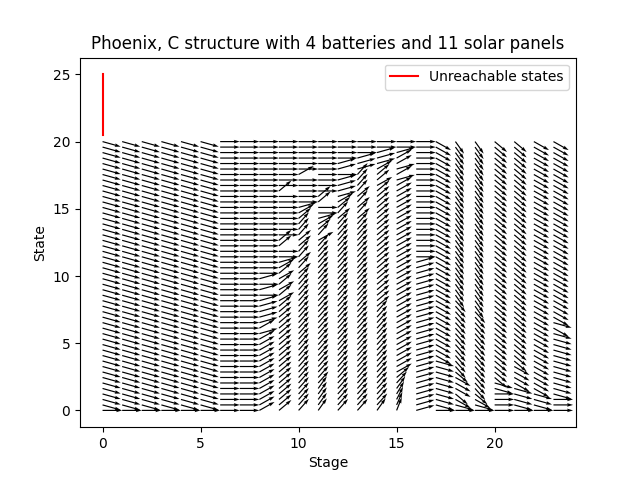 Phoenix, C structure with 4 batteries and 11 solar panels
25
Unreachable states
20
15
State
10
5
0
0 5 10 15 20
Stage